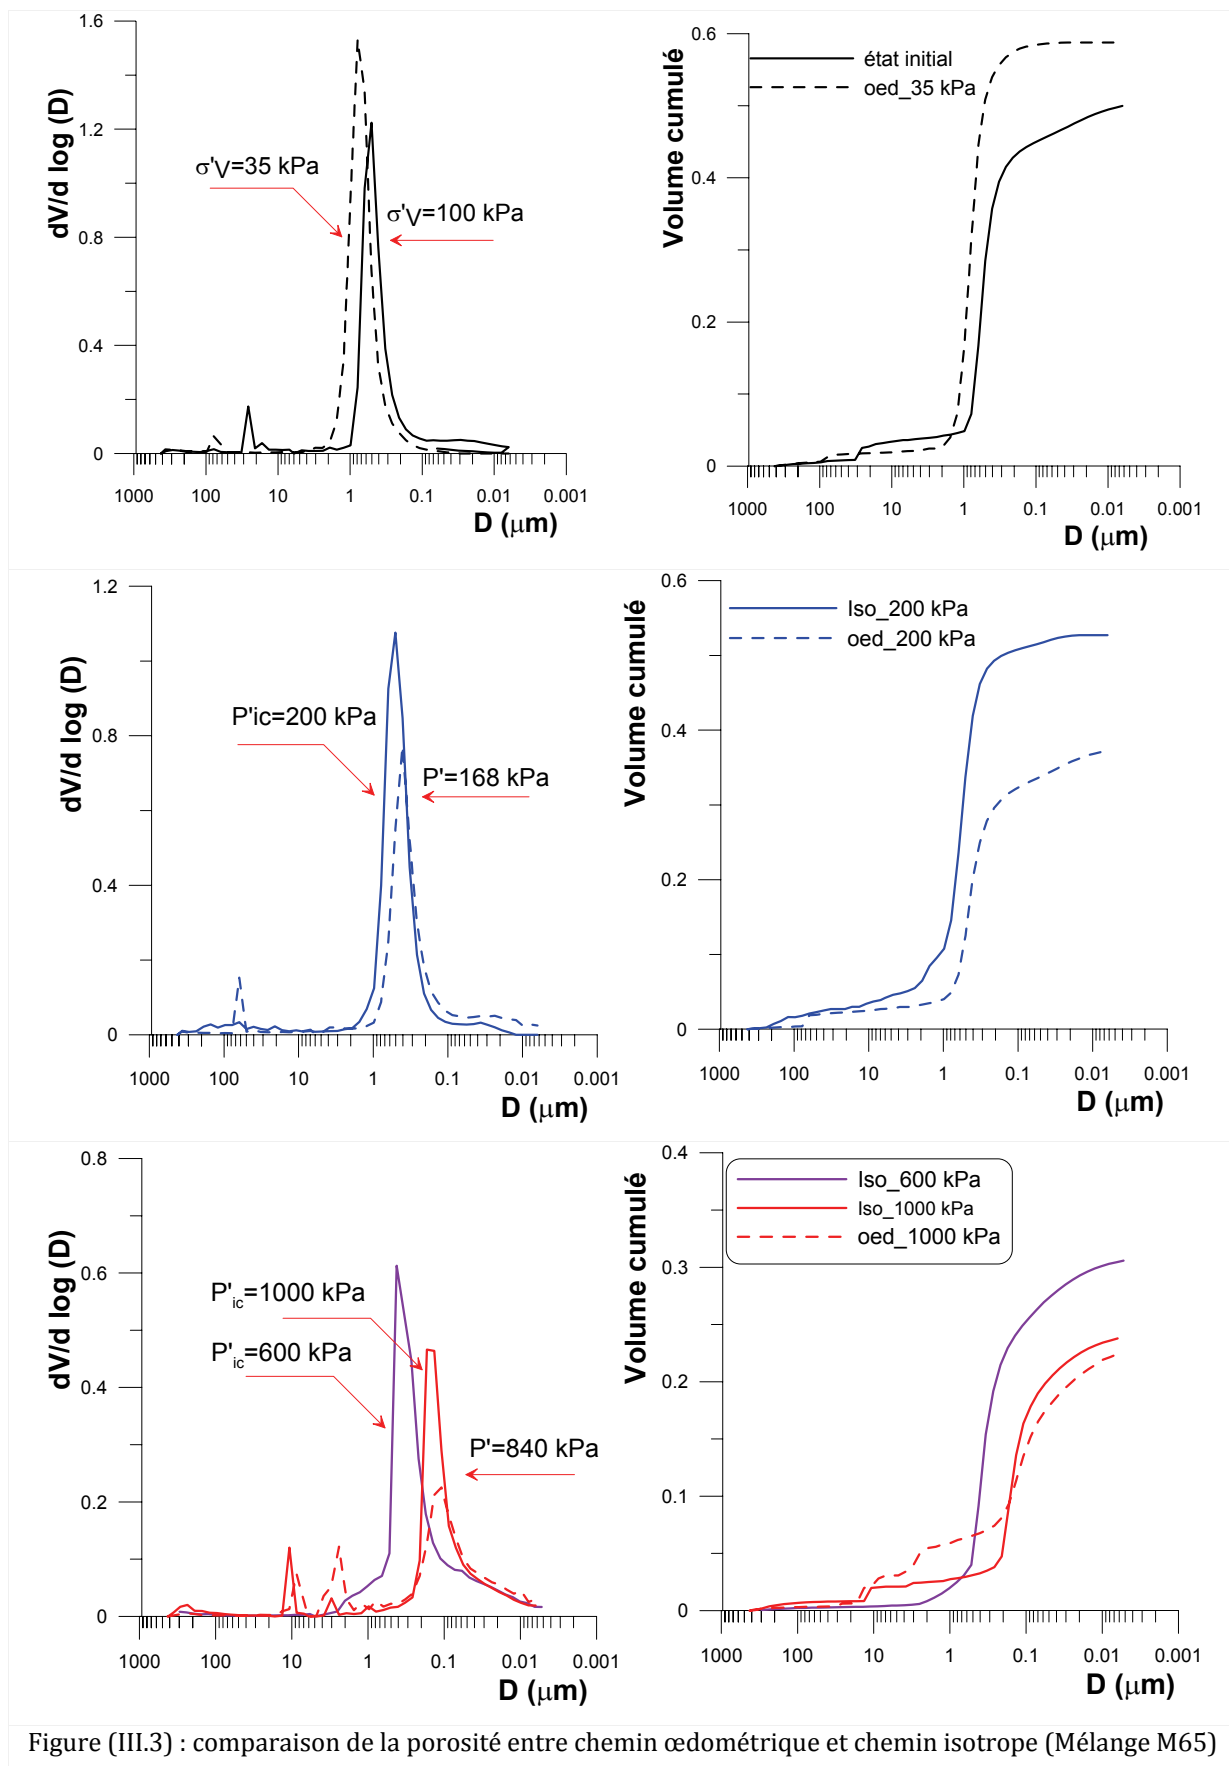 1.6
1.2
0.8
0.4
0
dV/d log (D)
σ'V=35 kPa
σ'V=100 kPa
1000 100 10 1 0.1 0.01 0.001
D (μm)
0.6
0.4
0.2
0
Volume cumulé
état initial
oed_35 kPa
1000 100 10 1 0.1 0.01 0.001
D (μm)
1.2
0.8
0.4
0
dV/d log (D)
P'ic=200 kPa
P'=168 kPa
1000 100 10 1 0.1 0.01 0.001
D (μm)
0.6
0.4
0.2
0
Volume cumulé
Iso_200 kPa
oed_200 kPa
1000 100 10 1 0.1 0.01 0.001
D (μm)
0.8
0.6
0.4
0.2
0
dV/d log (D)
P'ic=1000 kPa
P'ic=600 kPa
P'=840 kPa
1000 100 10 1 0.1 0.01 0.001
D (μm)
0.4
0.3
0.2
0.1
0
Volume cumulé
Iso_600 kPa
Iso_1000 kPa
oed_1000 kPa
1000 100 10 1 0.1 0.01 0.001
D (μm)
Figure (III.3) : comparaison de la porosité entre chemin œdométrique et chemin isotrope (Mélange M65)